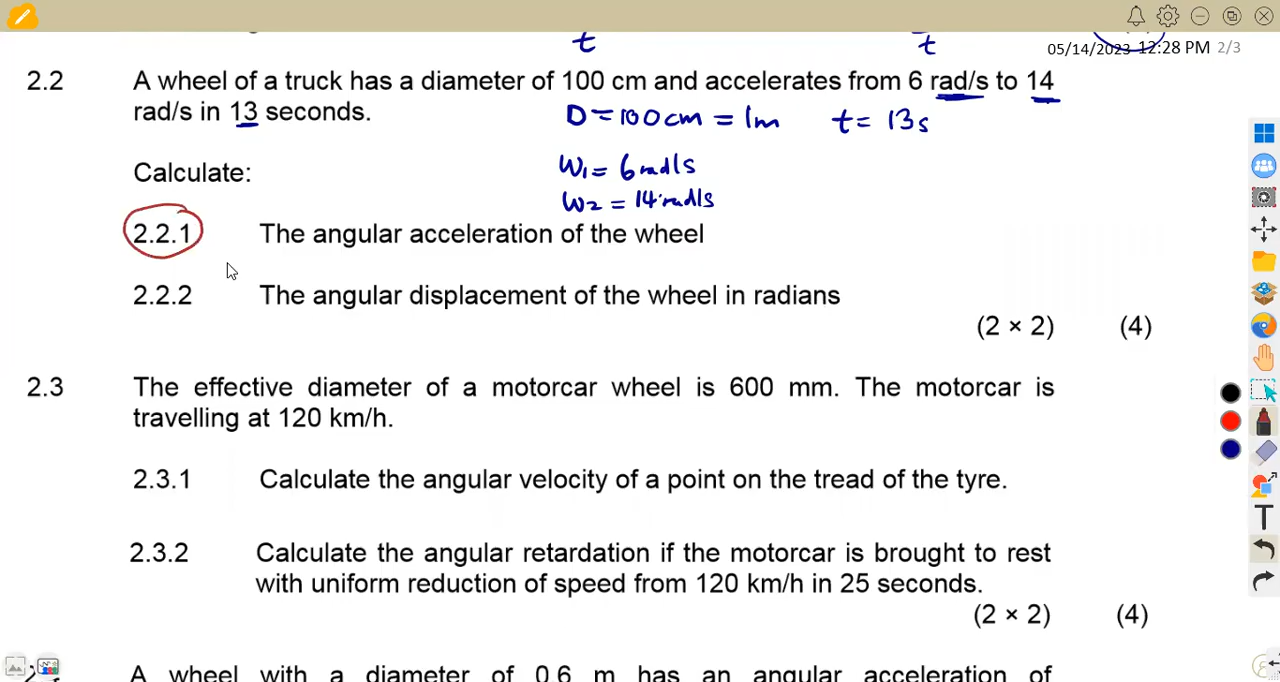 t
t
05/14/2023 12:28 PM 2/3
2.2 A wheel of a truck has a diameter of 100 cm and accelerates from 6 rad/s to 14
rad/s in 13 seconds.
D = 100cm = 1m t = 13s
Calculate:
W1 = 6 rad/s
W2 = 14 rad/s
2.2.1 The angular acceleration of the wheel
2.2.2 The angular displacement of the wheel in radians
(2 × 2) (4)
2.3 The effective diameter of a motorcar wheel is 600 mm. The motorcar is
travelling at 120 km/h.
2.3.1 Calculate the angular velocity of a point on the tread of the tyre.
2.3.2 Calculate the angular retardation if the motorcar is brought to rest
with uniform reduction of speed from 120 km/h in 25 seconds.
(2 × 2) (4)
A wheel with a diameter of 0.6 m has an angular acceleration of
T